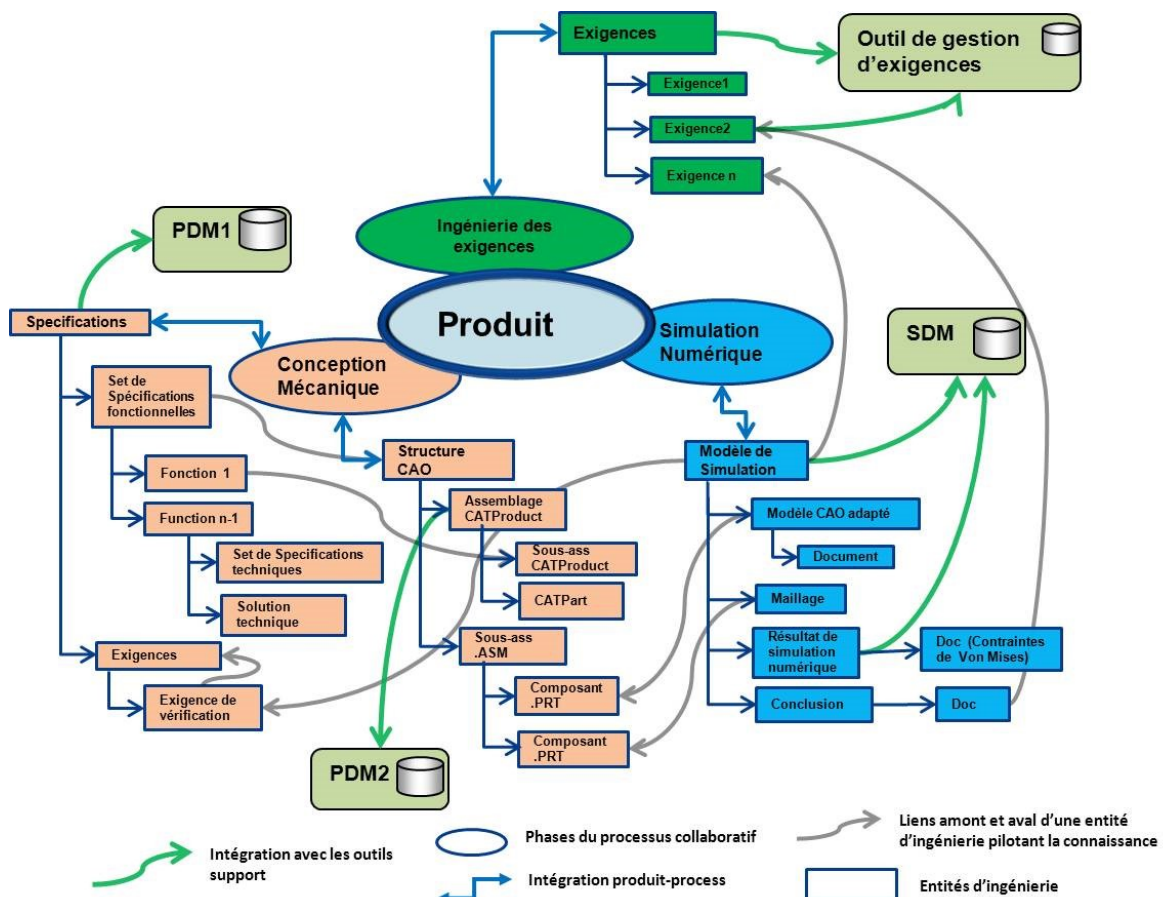 Exigences
Outil de gestion
d'exigences
Exigence1
Exigence2
Exigence n
PDM1
Ingénierie des
exigences
Specifications
Produit
Simulation
Numérique
SDM
Conception
Mécanique
Set de
Spécifications
fonctionnelles
Structure
CAO
Modèle de
Simulation
Fonction 1
Assemblage
CATProduct
Modèle CAO adapté
Function n-1
Sous-ass
CATProduct
Document
Set de Specifications
techniques
CATPart
Maillage
Solution
technique
Sous-ass
.ASM
Résultat de
simulation
numérique
Doc (Contraintes
de Von Mises)
Exigences
Exigence de
vérification
Composant
.PRT
Conclusion
Doc
Composant
.PRT
PDM2
Intégration avec les outils
support
Phases du processus collaboratif
Liens amont et aval d'une entité
d'ingénierie pilotant la connaissance
Intégration produit-process
Entités d'ingénierie